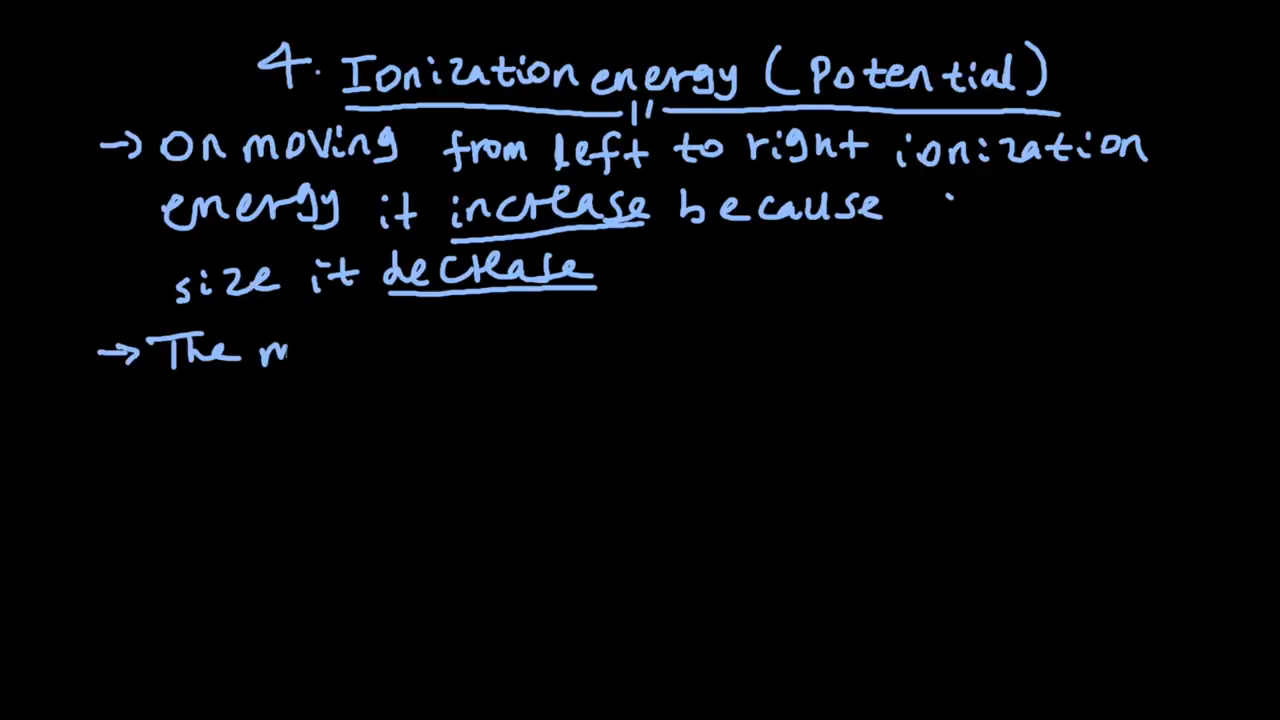 4. Ionization energy (Potential)
→ On moving from left to right ionization
energy it increase because
size it decrease
→ The m